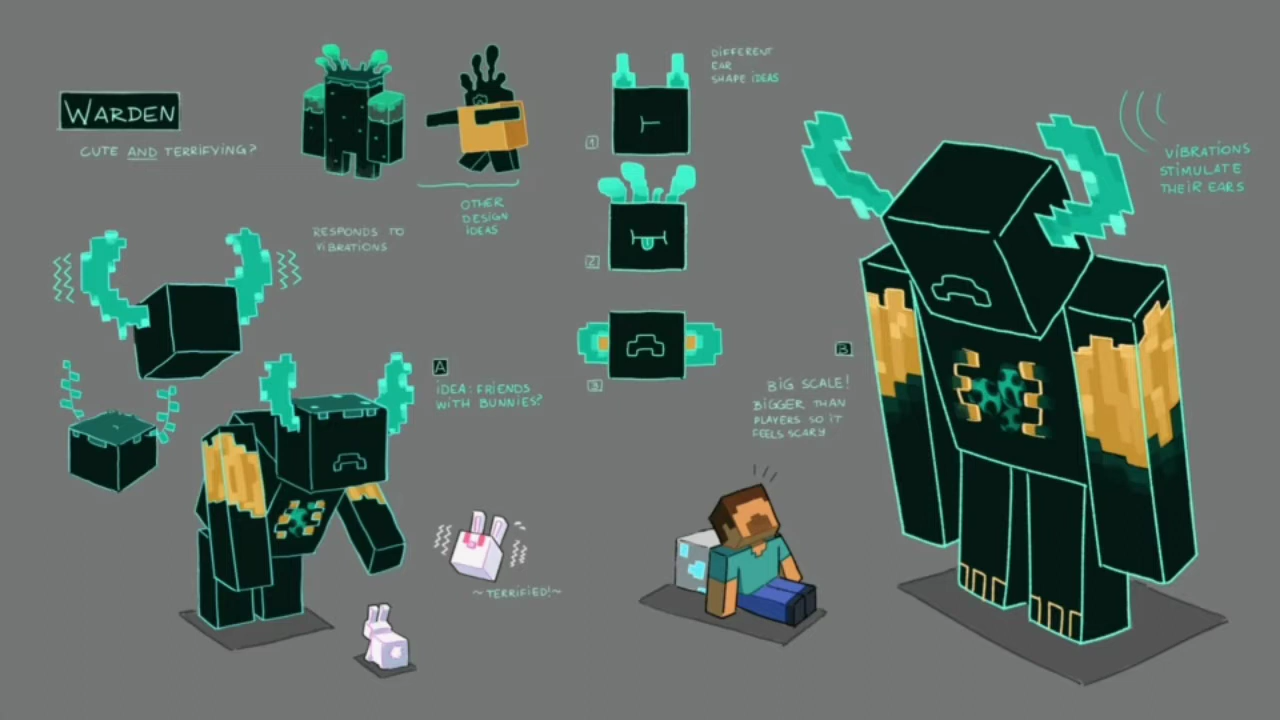 WARDEN
CUTE AND TERRIFYING?
RESPONDS TO
VIBRATIONS
OTHER
DESIGN
IDEAS
DIFFERENT
EAR
SHAPE IDEAS
1
2
3
VIBRATIONS
STIMULATE
THEIR EARS
A
IDEA: FRIENDS
WITH BUNNIES?
~ TERRIFIED!~
B
BIG SCALE!
BIGGER THAN
PLAYERS SO IT
FEELS SCARY